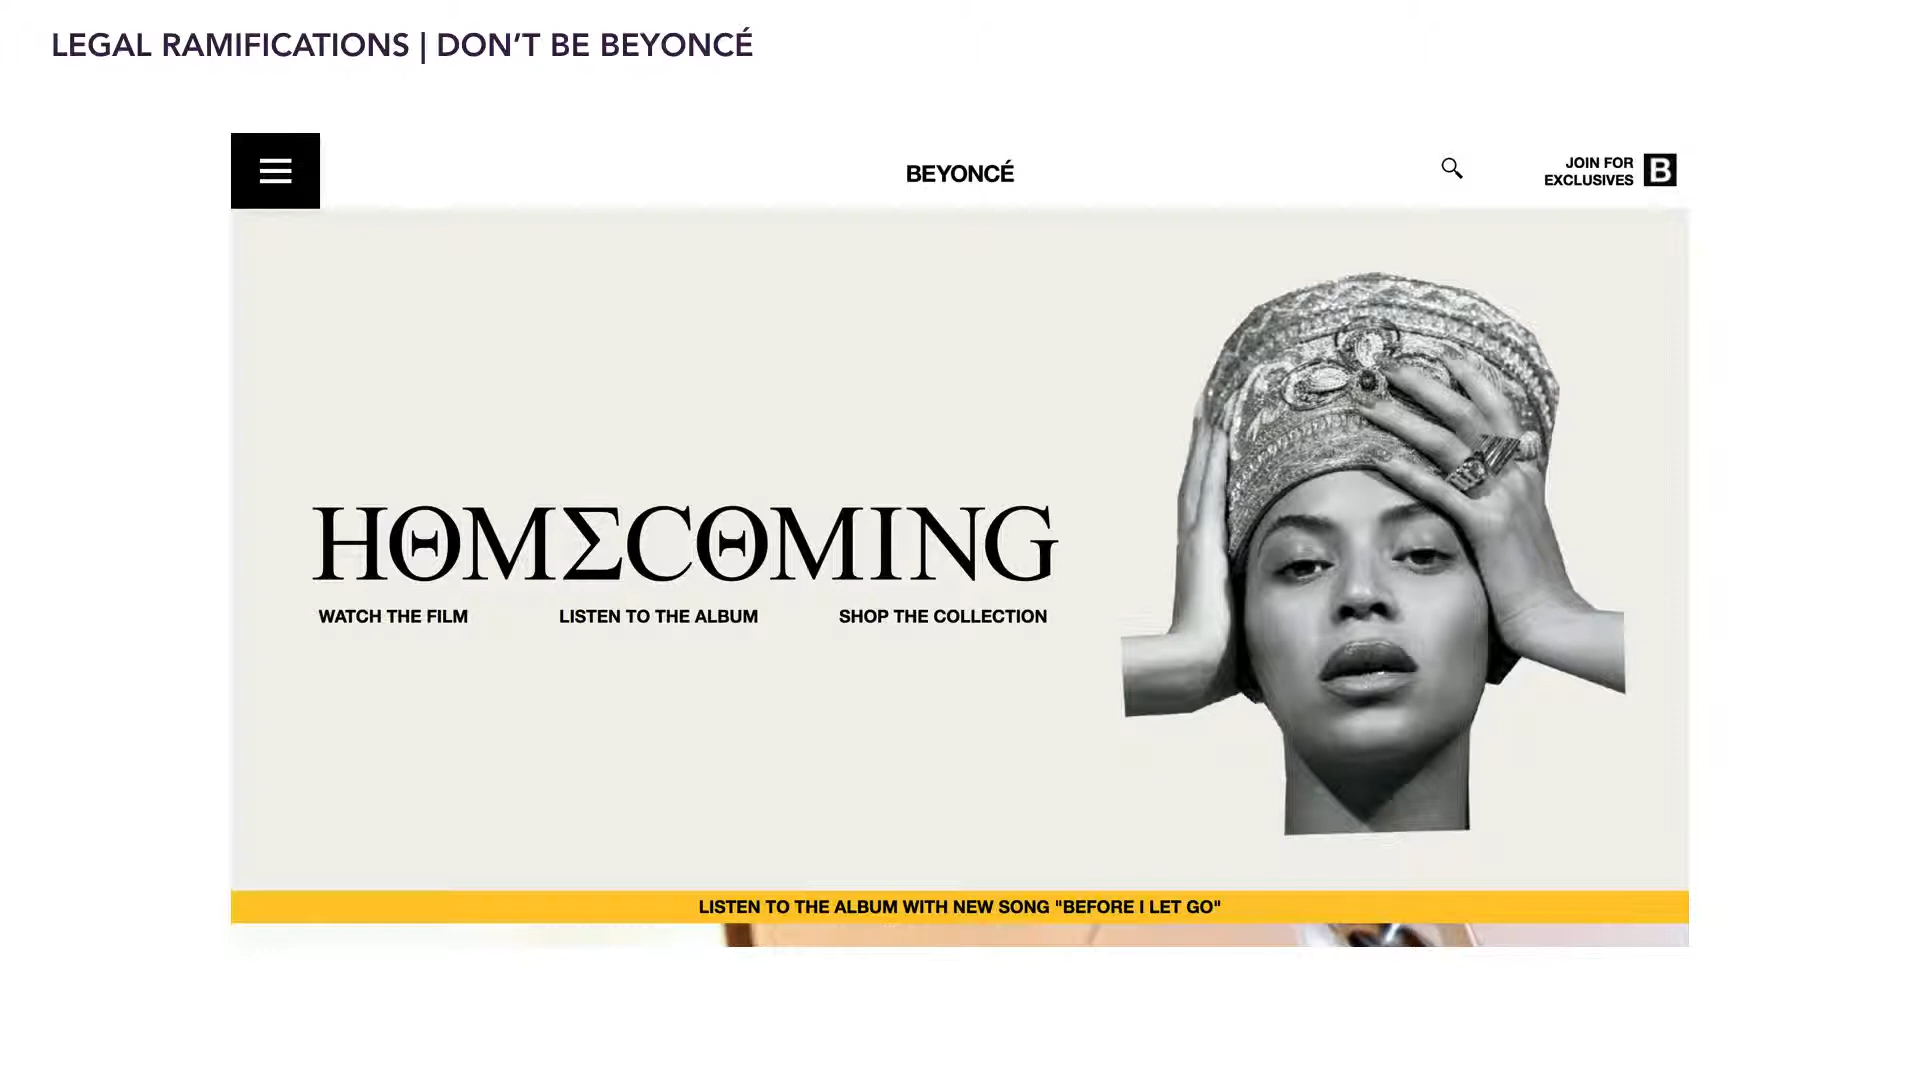 LEGAL RAMIFICATIONS | DON’T BE BEYONCÉ
BEYONCÉ
JOIN FOR
EXCLUSIVES
B
HΘMΣCΘMING
WATCH THE FILM LISTEN TO THE ALBUM SHOP THE COLLECTION
LISTEN TO THE ALBUM WITH NEW SONG "BEFORE I LET GO"